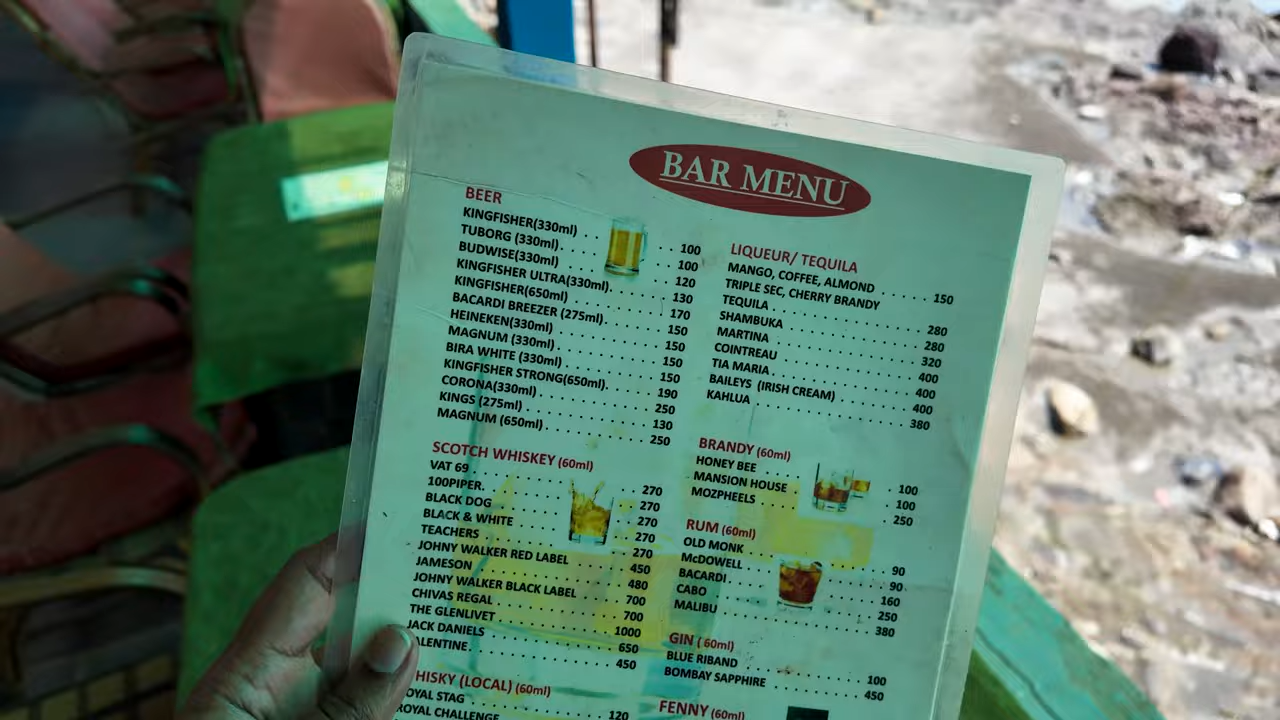 BAR MENU
BEER
KINGFISHER(330ml) . . . . 100
TUBORG (330ml). . . . 100
BUDWISE(330ml) . . . . 120
KINGFISHER ULTRA(330ml). . . . 130
KINGFISHER(650ml) . . . . 170
BACARDI BREEZER (275ml). . . . 150
HEINEKEN(330ml) . . . . 150
MAGNUM (330ml) . . . . 150
BIRA WHITE (330ml) . . . . 150
KINGFISHER STRONG(650ml). . . . 190
CORONA(330ml) . . . . 250
KINGS (275ml) . . . . 130
MAGNUM (650ml) . . . . 250
SCOTCH WHISKEY (60ml)
VAT 69 . . . . 270
100PIPER. . . . 270
BLACK DOG . . . . 270
BLACK & WHITE . . . . 270
TEACHERS . . . . 270
JOHNY WALKER RED LABEL . . . . 450
JAMESON . . . . 480
JOHNY WALKER BLACK LABEL . . . . 700
CHIVAS REGAL . . . . 700
THE GLENLIVET . . . . 1000
JACK DANIELS . . . . 650
ALENTINE. . . . 450
HISKY (LOCAL) (60ml)
OYAL STAG . . . . 120
ROYAL CHALLENGE
LIQUEUR/ TEQUILA
MANGO, COFFEE, ALMOND
TRIPLE SEC, CHERRY BRANDY . . . . 150
TEQUILA . . . . 280
SHAMBUKA . . . . 280
MARTINA . . . . 320
COINTREAU . . . . 400
TIA MARIA . . . . 400
BAILEYS (IRISH CREAM) . . . . 400
KAHLUA . . . . 380
BRANDY (60ml)
HONEY BEE . . . . 100
MANSION HOUSE . . . . 100
MOZPHEELS . . . . 250
RUM (60ml)
OLD MONK . . . . 90
McDOWELL . . . . 90
BACARDI . . . . 160
CABO . . . . 250
MALIBU . . . . 380
GIN ( 60ml)
BLUE RIBAND . . . . 100
BOMBAY SAPPHIRE . . . . 450
FENNY (60ml)